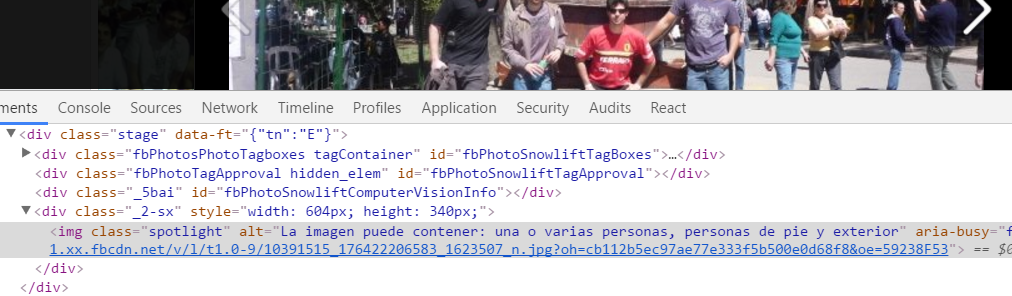 ments Console Sources Network Timeline Profiles Application Security Audits React
▼<div class="stage" data-ft="{"tn":"E"}">
▶<div class="fbPhotosPhotoTagboxes tagContainer" id="fbPhotoSnowliftTagBoxes">…</div>
<div class="fbPhotoTagApproval hidden_elem" id="fbPhotoSnowliftTagApproval"></div>
<div class="_5bai" id="fbPhotoSnowliftComputerVisionInfo"></div>
▼<div class="_2-sx" style="width: 604px; height: 340px;">
<img class="spotlight" alt="La imagen puede contener: una o varias personas, personas de pie y exterior" aria-busy="f
1.xx.fbcdn.net/v/l/t1.0-9/10391515_176422206583_1623507_n.jpg?oh=cb112b5ec97ae77e333f5b500e0d68f8&oe=59238F53"> == $0
</div>
</div>